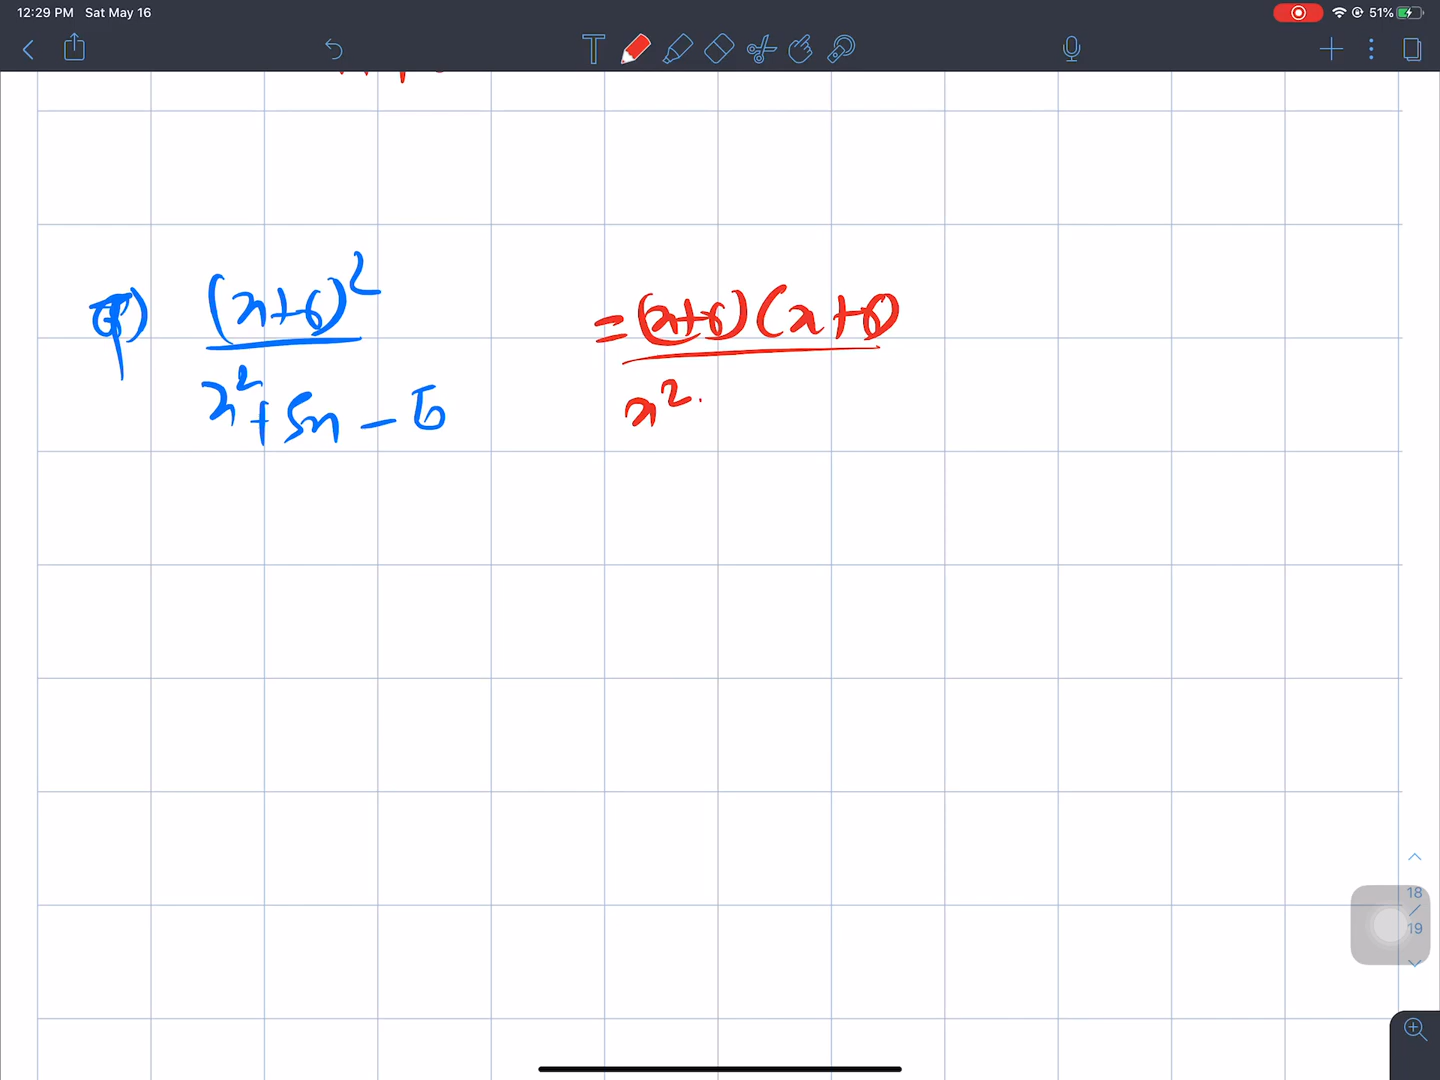 12:29 PM Sat May 16
51%
(x+6)² = (x+6)(x+6)
x²+5x-6 x²
18
/
19